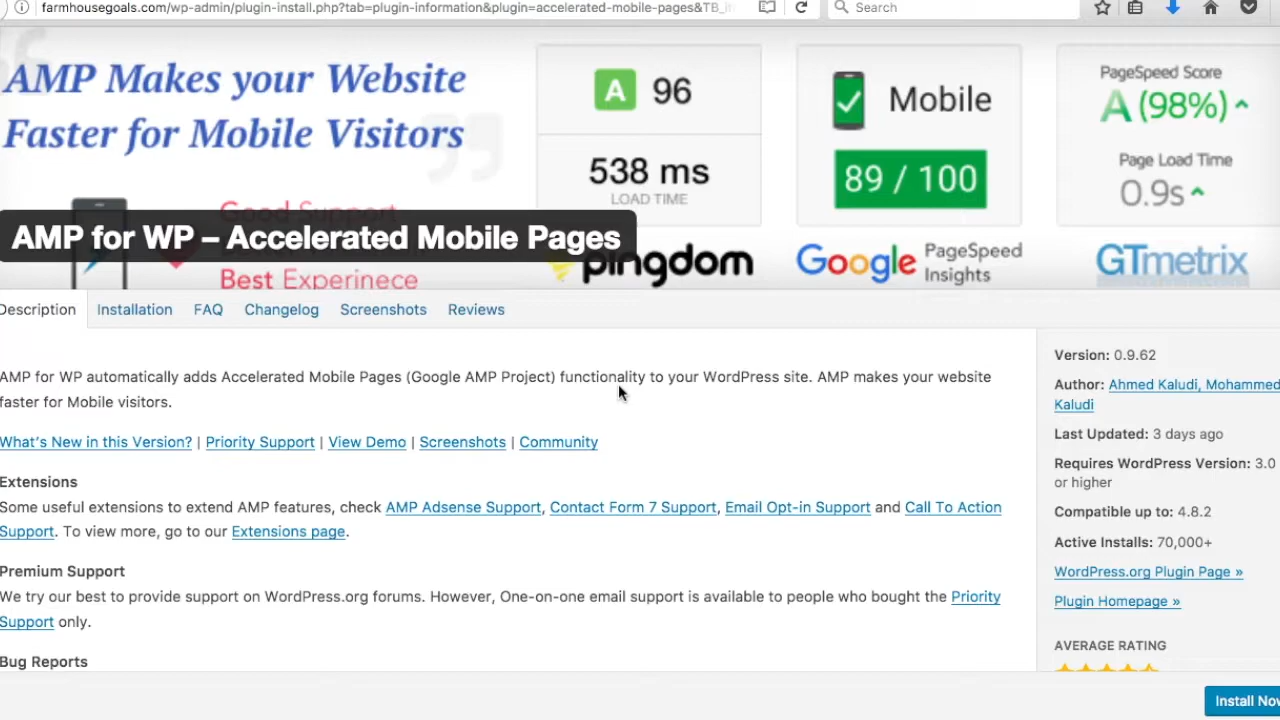 farmhousegoals.com/wp-admin/plugin-install.php?tab=plugin-information&plugin=accelerated-mobile-pages&TB_i
Search
AMP Makes your Website
Faster for Mobile Visitors
Good Support
Best Experinece
AMP for WP – Accelerated Mobile Pages
A 96
538 ms
LOAD TIME
pingdom
Mobile
89 / 100
Google PageSpeed
Insights
PageSpeed Score
A (98%)
Page Load Time
0.9s
GTmetrix
Description Installation FAQ Changelog Screenshots Reviews
AMP for WP automatically adds Accelerated Mobile Pages (Google AMP Project) functionality to your WordPress site. AMP makes your website
faster for Mobile visitors.
What's New in this Version? | Priority Support | View Demo | Screenshots | Community
Extensions
Some useful extensions to extend AMP features, check AMP Adsense Support, Contact Form 7 Support, Email Opt-in Support and Call To Action
Support. To view more, go to our Extensions page.
Premium Support
We try our best to provide support on WordPress.org forums. However, One-on-one email support is available to people who bought the Priority
Support only.
Bug Reports
Version: 0.9.62
Author: Ahmed Kaludi, Mohammed
Kaludi
Last Updated: 3 days ago
Requires WordPress Version: 3.0
or higher
Compatible up to: 4.8.2
Active Installs: 70,000+
WordPress.org Plugin Page »
Plugin Homepage »
AVERAGE RATING
Install Now